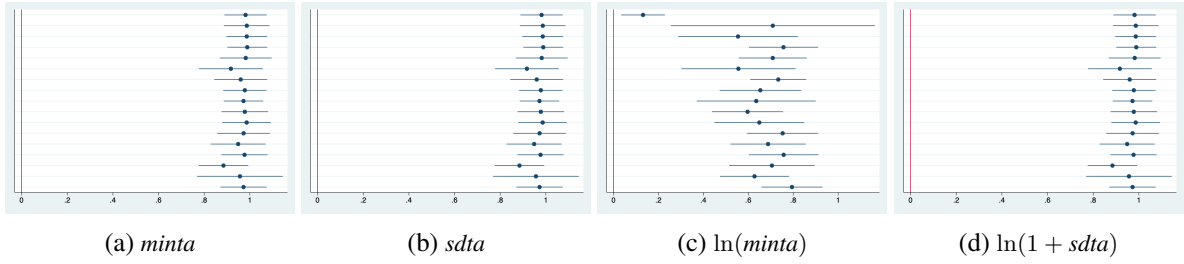 0 .2 .4 .6 .8 1
0 .2 .4 .6 .8 1
0 .2 .4 .6 .8 1
0 .2 .4 .6 .8 1
(a) minta
(b) sdta
(c) ln(minta)
(d) ln(1 + sdta)